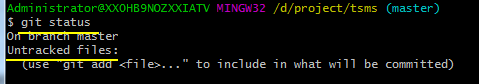 Administrator@XXOHB9NOZXXIATV MINGW32 /d/project/tsms (master)
$ git status
On branch master
Untracked files:
  (use "git add <file>..." to include in what will be committed)